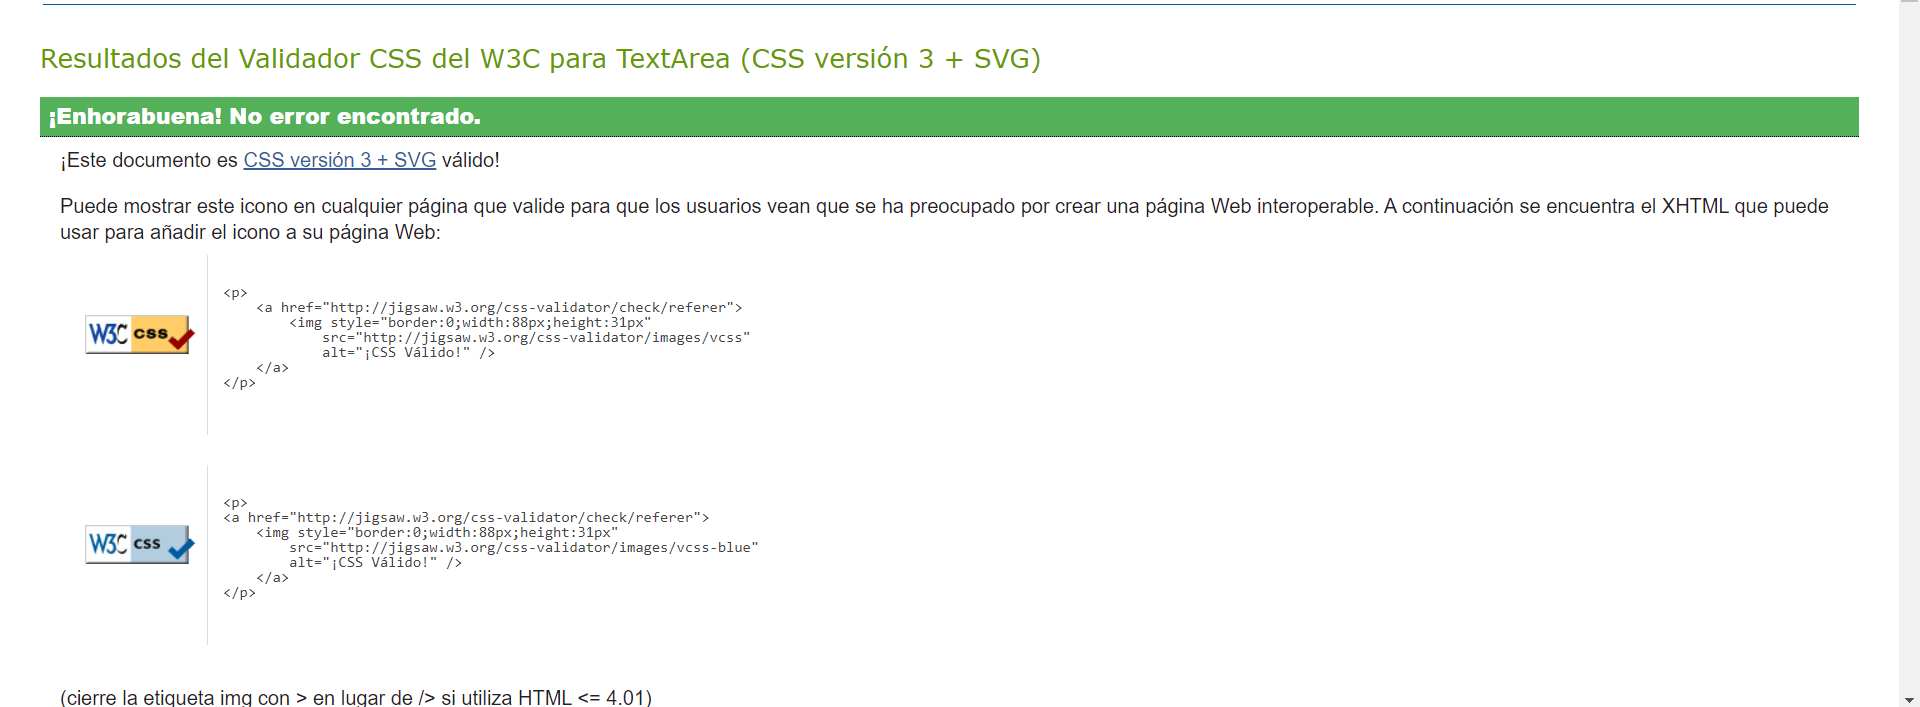 Resultados del Validador CSS del W3C para TextArea (CSS versión 3 + SVG)
¡Enhorabuena! No error encontrado.
¡Este documento es CSS versión 3 + SVG válido!
Puede mostrar este icono en cualquier página que valide para que los usuarios vean que se ha preocupado por crear una página Web interoperable. A continuación se encuentra el XHTML que puede
usar para añadir el icono a su página Web:
W3C css
<p>
<a href="http://jigsaw.w3.org/css-validator/check/referer">
<img style="border:0;width:88px;height:31px"
src="http://jigsaw.w3.org/css-validator/images/vcss"
alt="¡CSS Válido!" />
</a>
</p>
W3C css
<p>
<a href="http://jigsaw.w3.org/css-validator/check/referer">
<img style="border:0;width:88px;height:31px"
src="http://jigsaw.w3.org/css-validator/images/vcss-blue"
alt="¡CSS Válido!" />
</a>
</p>
(cierre la etiqueta img con > en lugar de /> si utiliza HTML <= 4.01)